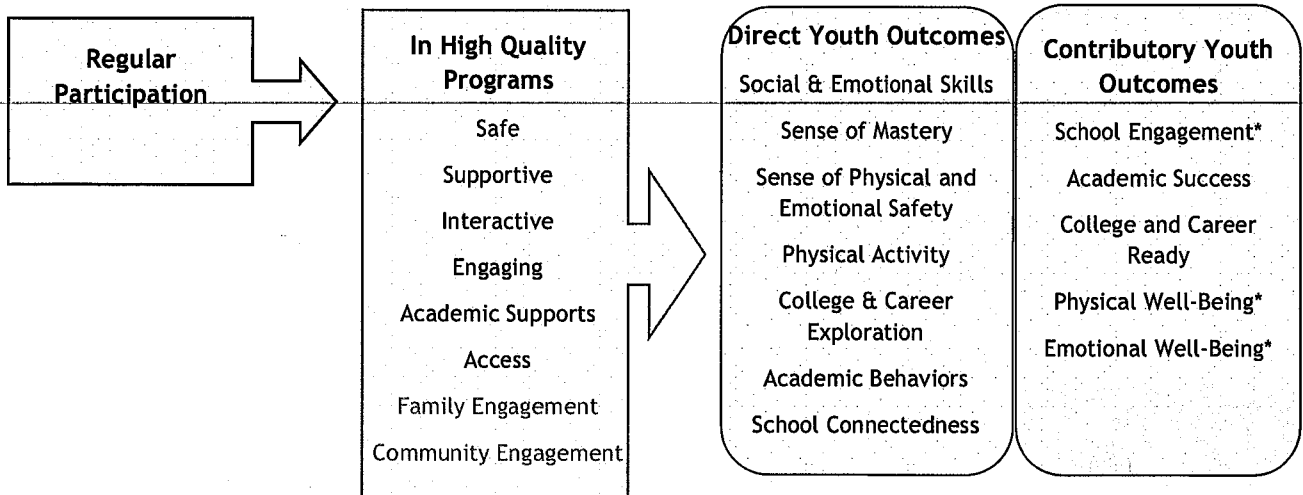 Regular
Participation
In High Quality
Programs
Safe
Supportive
Interactive
Engaging
Academic Supports
Access
Family Engagement
Community Engagement
Direct Youth Outcomes
Social & Emotional Skills
Sense of Mastery
Sense of Physical and
Emotional Safety
Physical Activity
College & Career
Exploration
Academic Behaviors
School Connectedness
Contributory Youth
Outcomes
School Engagement*
Academic Success
College and Career
Ready
Physical Well-Being*
Emotional Well-Being*